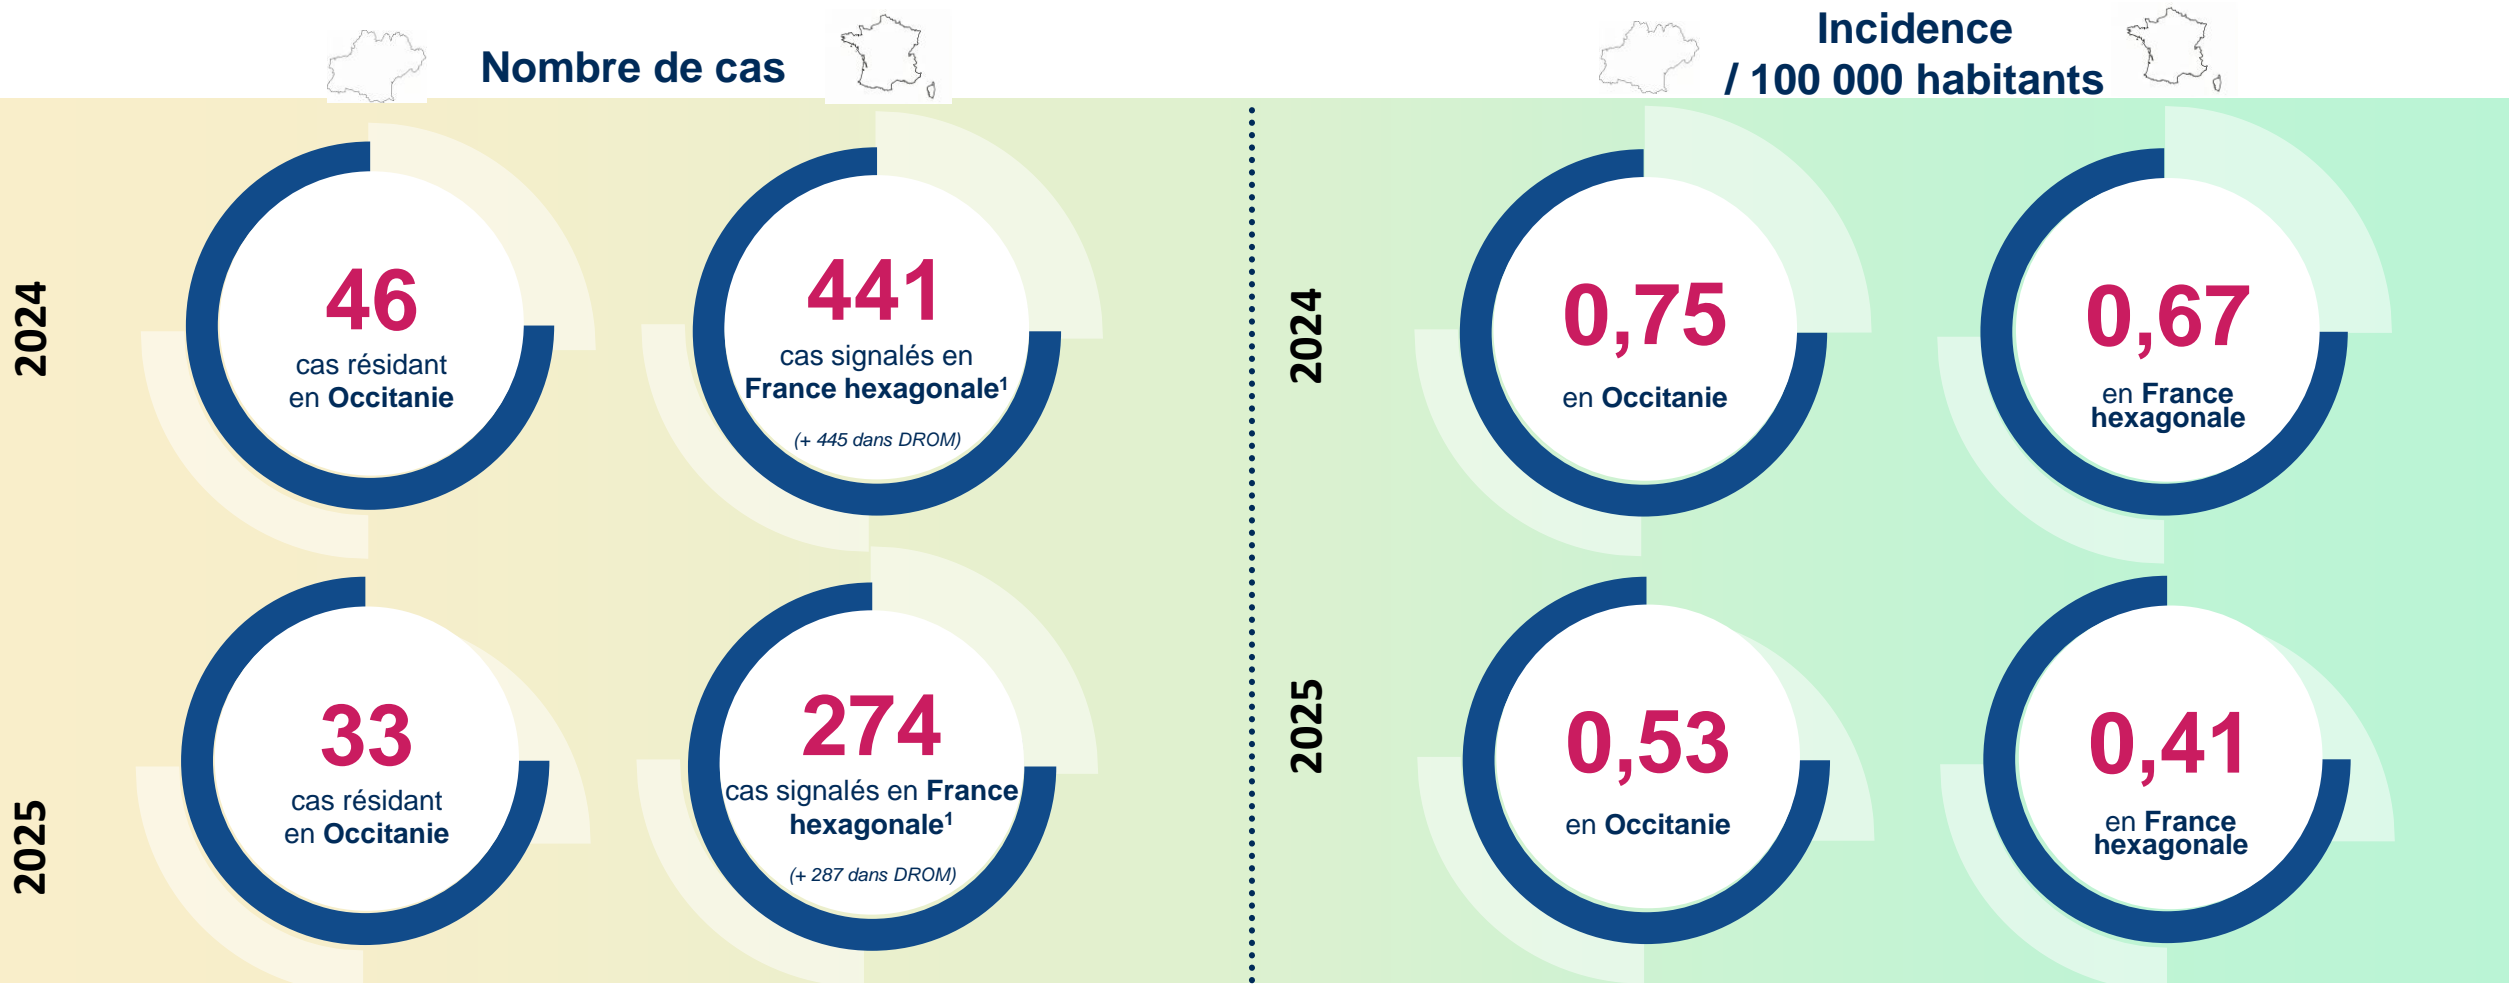 Nombre de cas
Incidence
/ 100 000 habitants
2024
46
cas résidant
en Occitanie
441
cas signalés en
France hexagonale¹
(+ 445 dans DROM)
2024
0,75
en Occitanie
0,67
en France
hexagonale
2025
33
cas résidant
en Occitanie
274
cas signalés en France
hexagonale¹
(+ 287 dans DROM)
2025
0,53
en Occitanie
0,41
en France
hexagonale